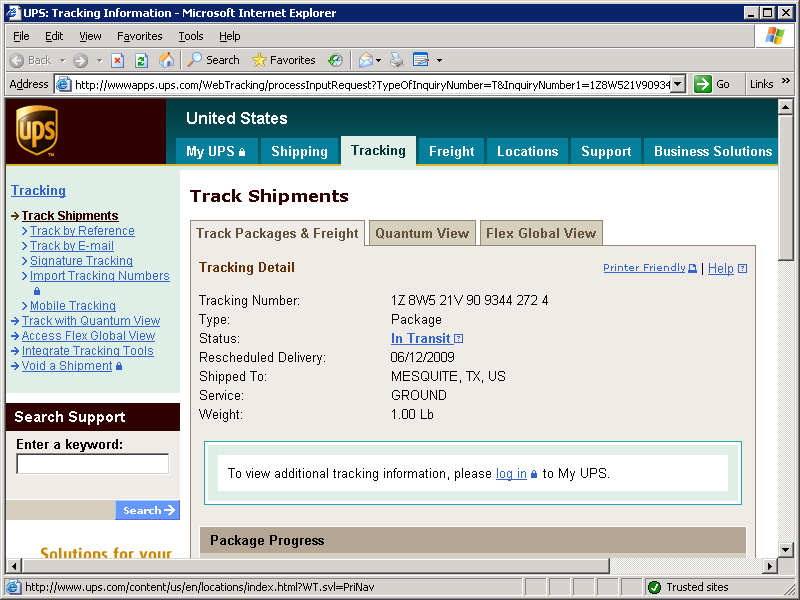 UPS: Tracking Information - Microsoft Internet Explorer
File Edit View Favorites Tools Help
Back Search Favorites
Address http://wwwapps.ups.com/WebTracking/processInputRequest?TypeOfInquiryNumber=T&InquiryNumber1=1Z8W521V90934 Go Links »
ups
United States
My UPS Shipping Tracking Freight Locations Support Business Solutions
Tracking
Track Shipments
Track by Reference
Track by E-mail
Signature Tracking
Import Tracking Numbers
Mobile Tracking
Track with Quantum View
Access Flex Global View
Integrate Tracking Tools
Void a Shipment
Search Support
Enter a keyword:
Search
Solutions for your
Track Shipments
Track Packages & Freight Quantum View Flex Global View
Tracking Detail Printer Friendly | Help ?
Tracking Number: 1Z 8W5 21V 90 9344 272 4
Type: Package
Status: In Transit ?
Rescheduled Delivery: 06/12/2009
Shipped To: MESQUITE, TX, US
Service: GROUND
Weight: 1.00 Lb
To view additional tracking information, please log in to My UPS.
Package Progress
http://www.ups.com/content/us/en/locations/index.html?WT.svl=PriNav Trusted sites